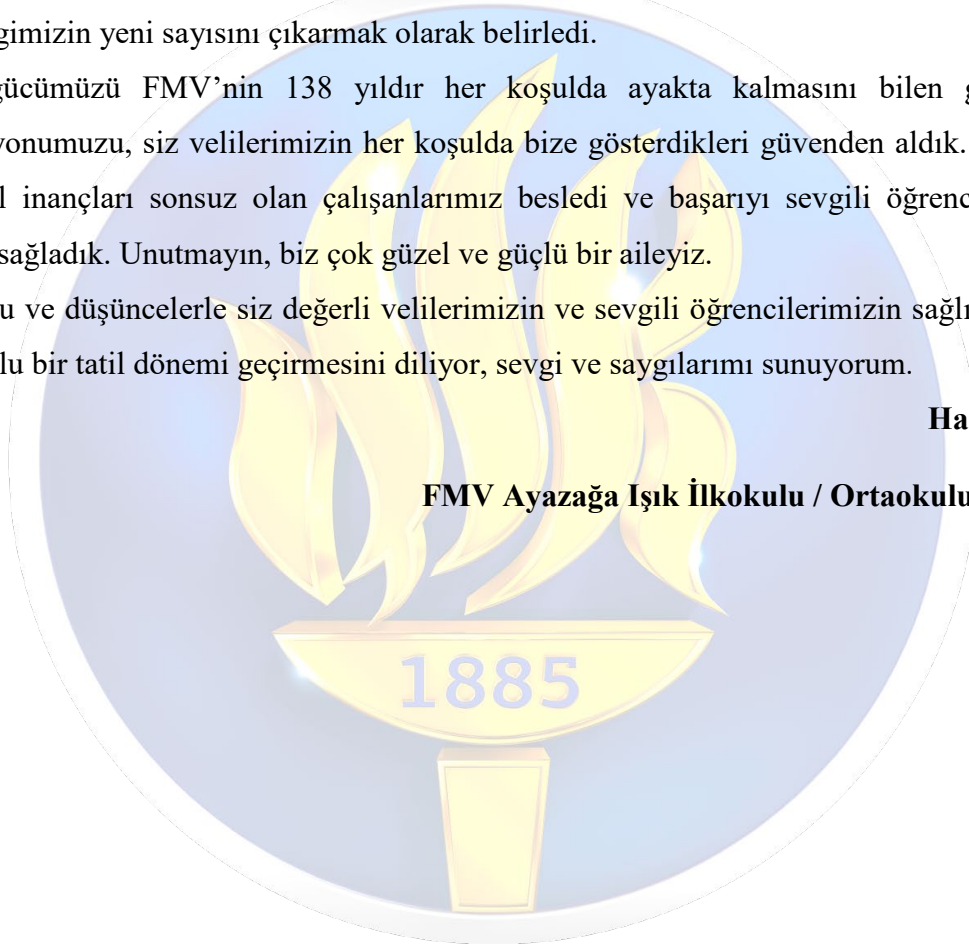 gimizin yeni sayısını çıkarmak olarak belirledi.
gücümüzü FMV’nin 138 yıldır her koşulda ayakta kalmasını bilen g
yonumuzu, siz velilerimizin her koşulda bize gösterdikleri güvenden aldık.
l inançları sonsuz olan çalışanlarımız besledi ve başarıyı sevgili öğrenc
sağladık. Unutmayın, biz çok güzel ve güçlü bir aileyiz.
u ve düşüncelerle siz değerli velilerimizin ve sevgili öğrencilerimizin sağlı
lu bir tatil dönemi geçirmesini diliyor, sevgi ve saygılarımı sunuyorum.
Ha
FMV Ayazağa Işık İlkokulu / Ortaokulu
1885